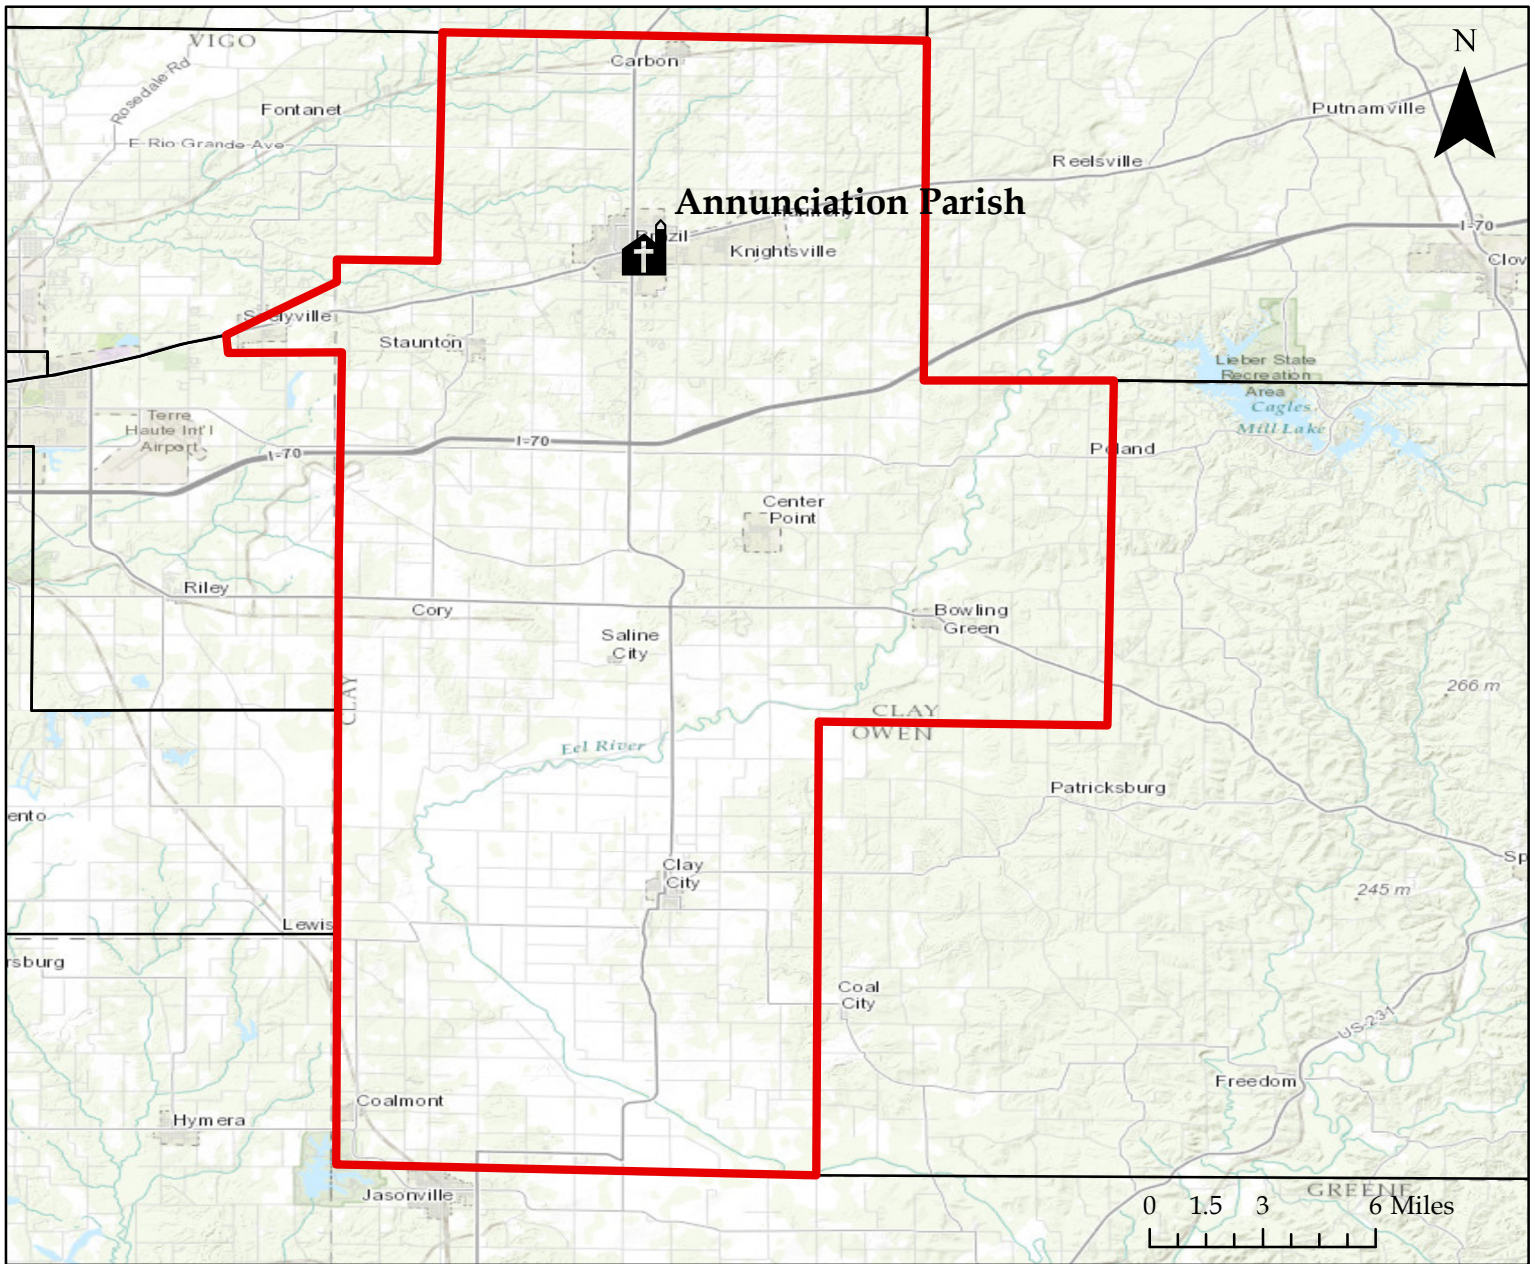 VIGO
N
Carbon
Rosedale Rd
Fontanet
Putnamville
E Rio Grande Ave
Reelsville
Annunciation Parish
I-70
Knightsville
Clov
Seelyville
Staunton
Lieber State
Recreation
Area
Cagles
Mill Lake
Terre
Haute Int'l
Airport
I-70
I-70
Poland
Center
Point
Riley
Cory
Bowling
Green
Saline
City
CLAY
266 m
CLAY
OWEN
Eel River
Patricksburg
ento
Sp
Clay
City
245 m
Lewis
rsburg
Coal
City
US-231
Freedom
Coalmont
Hymera
Jasonville
GREENE
0 1.5 3 6 Miles